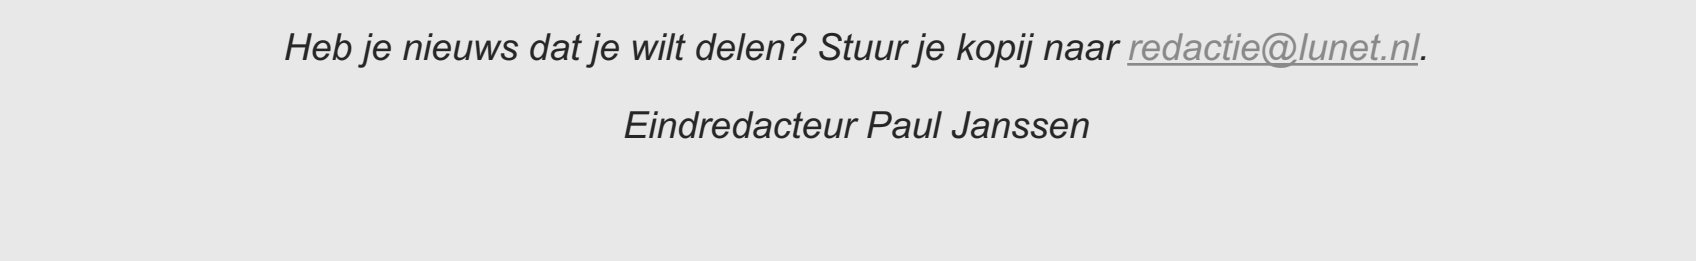 Heb je nieuws dat je wilt delen? Stuur je kopij naar redactie@lunet.nl.
Eindredacteur Paul Janssen